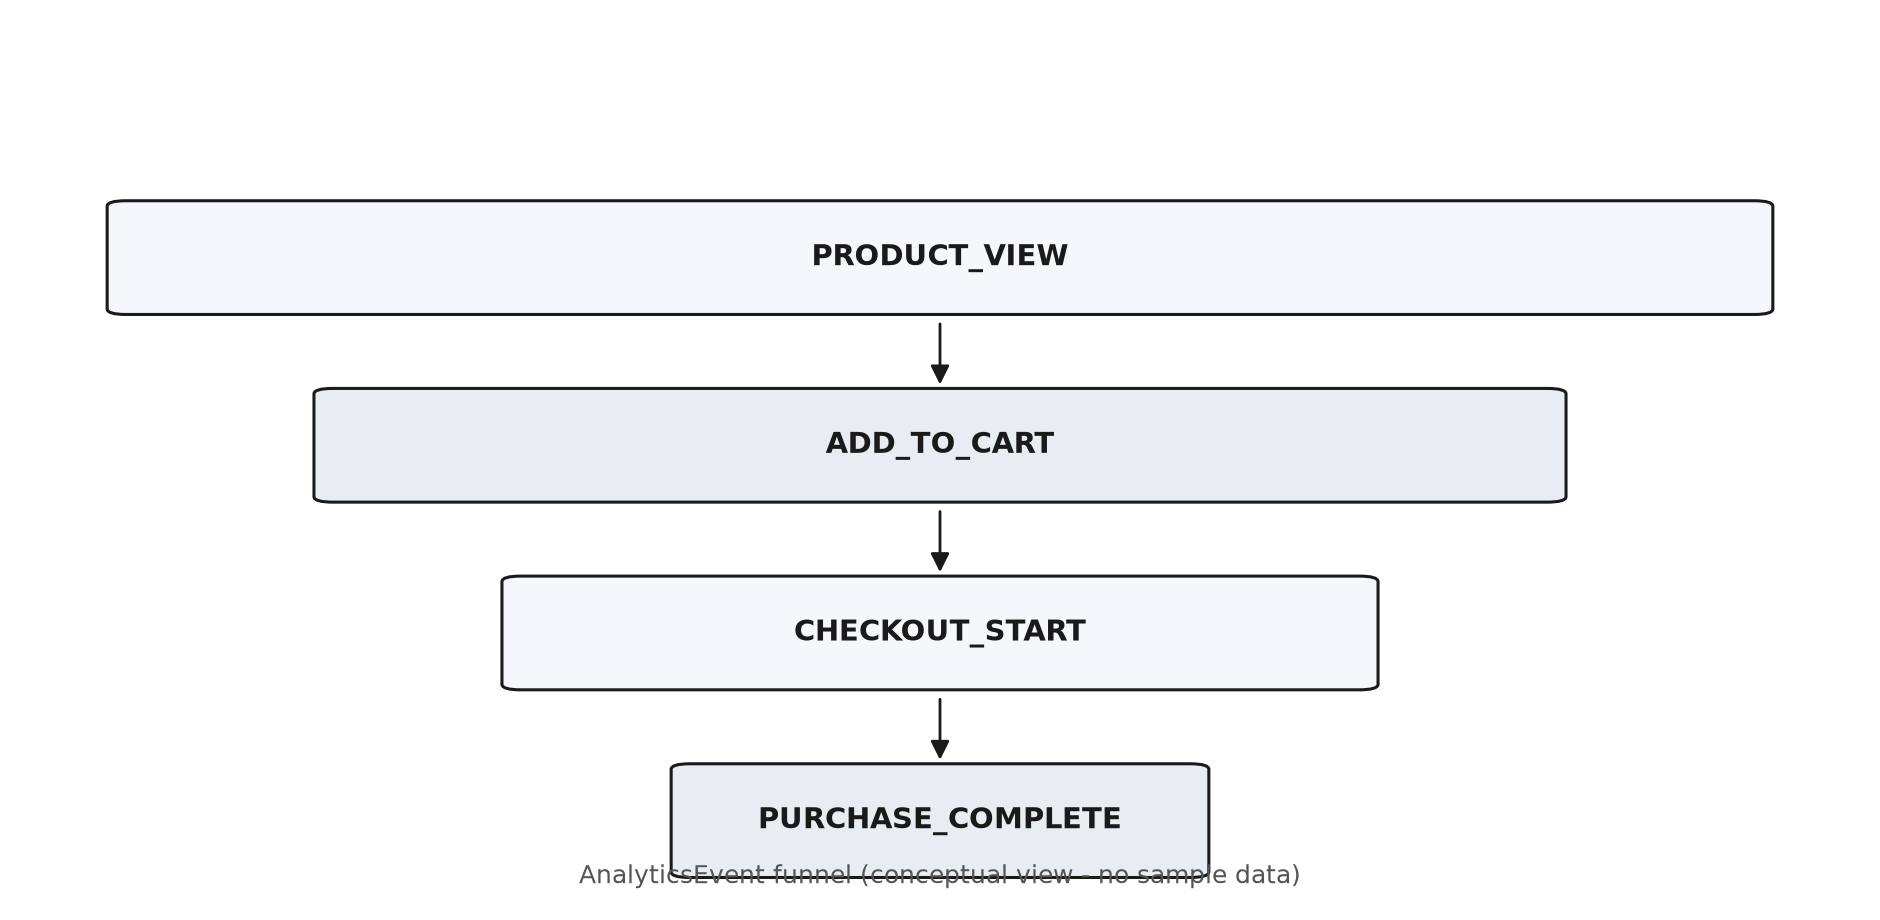 PRODUCT_VIEW
ADD_TO_CART
CHECKOUT_START
PURCHASE_COMPLETE
AnalyticsEvent funnel (conceptual view - no sample data)